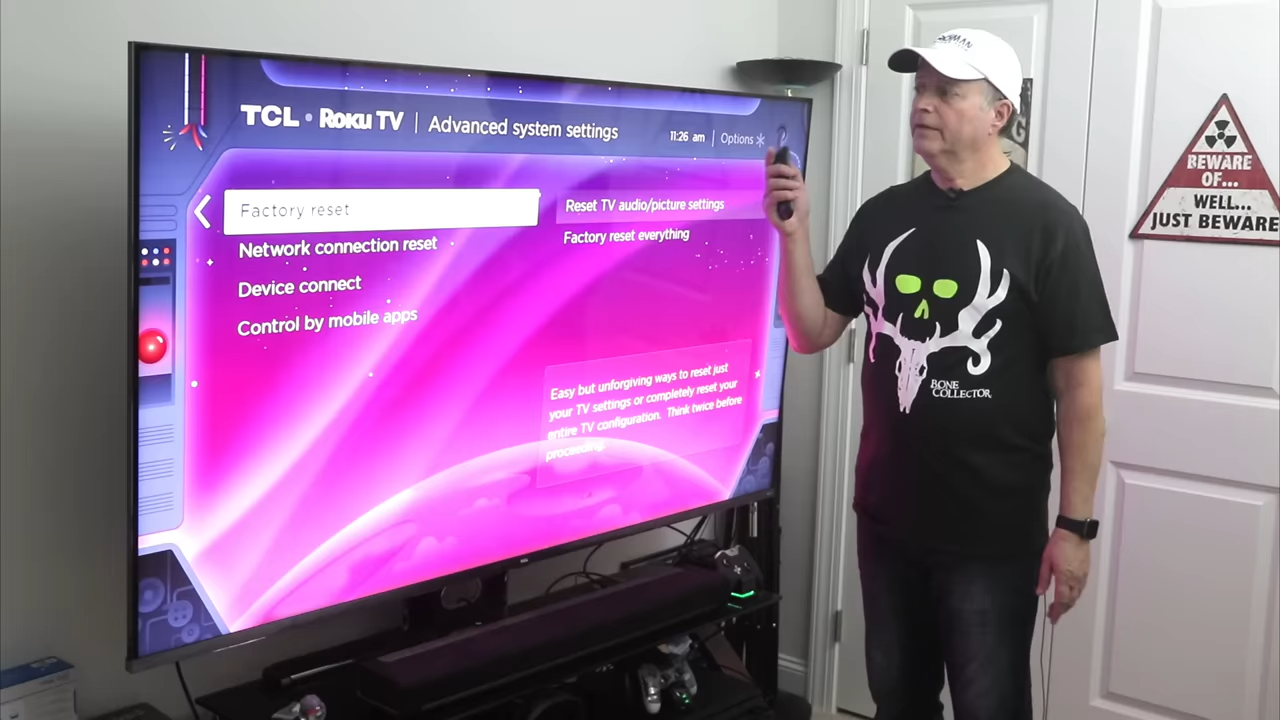 TCL • Roku TV | Advanced system settings
11:26 am | Options
Factory reset
Network connection reset
Device connect
Control by mobile apps
Reset TV audio/picture settings
Factory reset everything
Easy but unforgiving ways to reset just
your TV settings or completely reset your
entire TV configuration. Think twice before
proceeding.
TCL
BONE
COLLECTOR
BEWARE
OF...
WELL...
JUST BEWARE